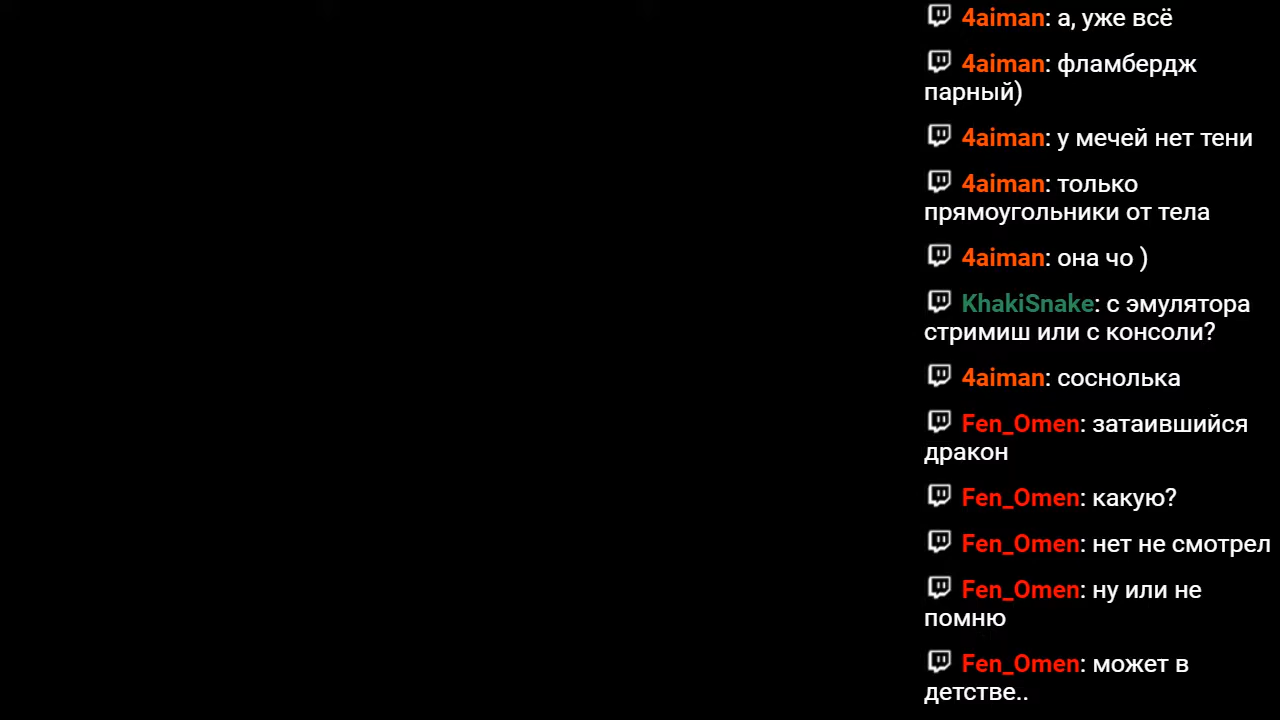 4aiman: а, уже всё
4aiman: фламбердж
парный)
4aiman: у мечей нет тени
4aiman: только
прямоугольники от тела
4aiman: она чо )
KhakiSnake: с эмулятора
стримиш или с консоли?
4aiman: соснолька
Fen_Omen: затаившийся
дракон
Fen_Omen: какую?
Fen_Omen: нет не смотрел
Fen_Omen: ну или не
помню
Fen_Omen: может в
детстве..